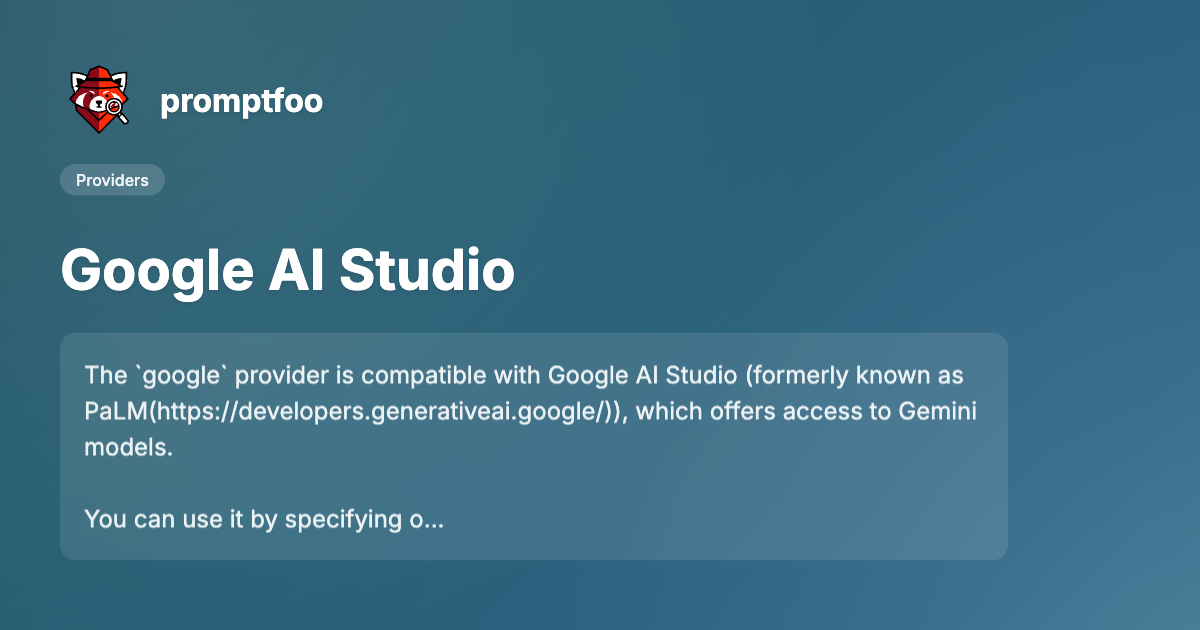 promptfoo
Providers
Google AI Studio
The `google` provider is compatible with Google AI Studio (formerly known as
PaLM(https://developers.generativeai.google/)), which offers access to Gemini
models.
You can use it by specifying o...